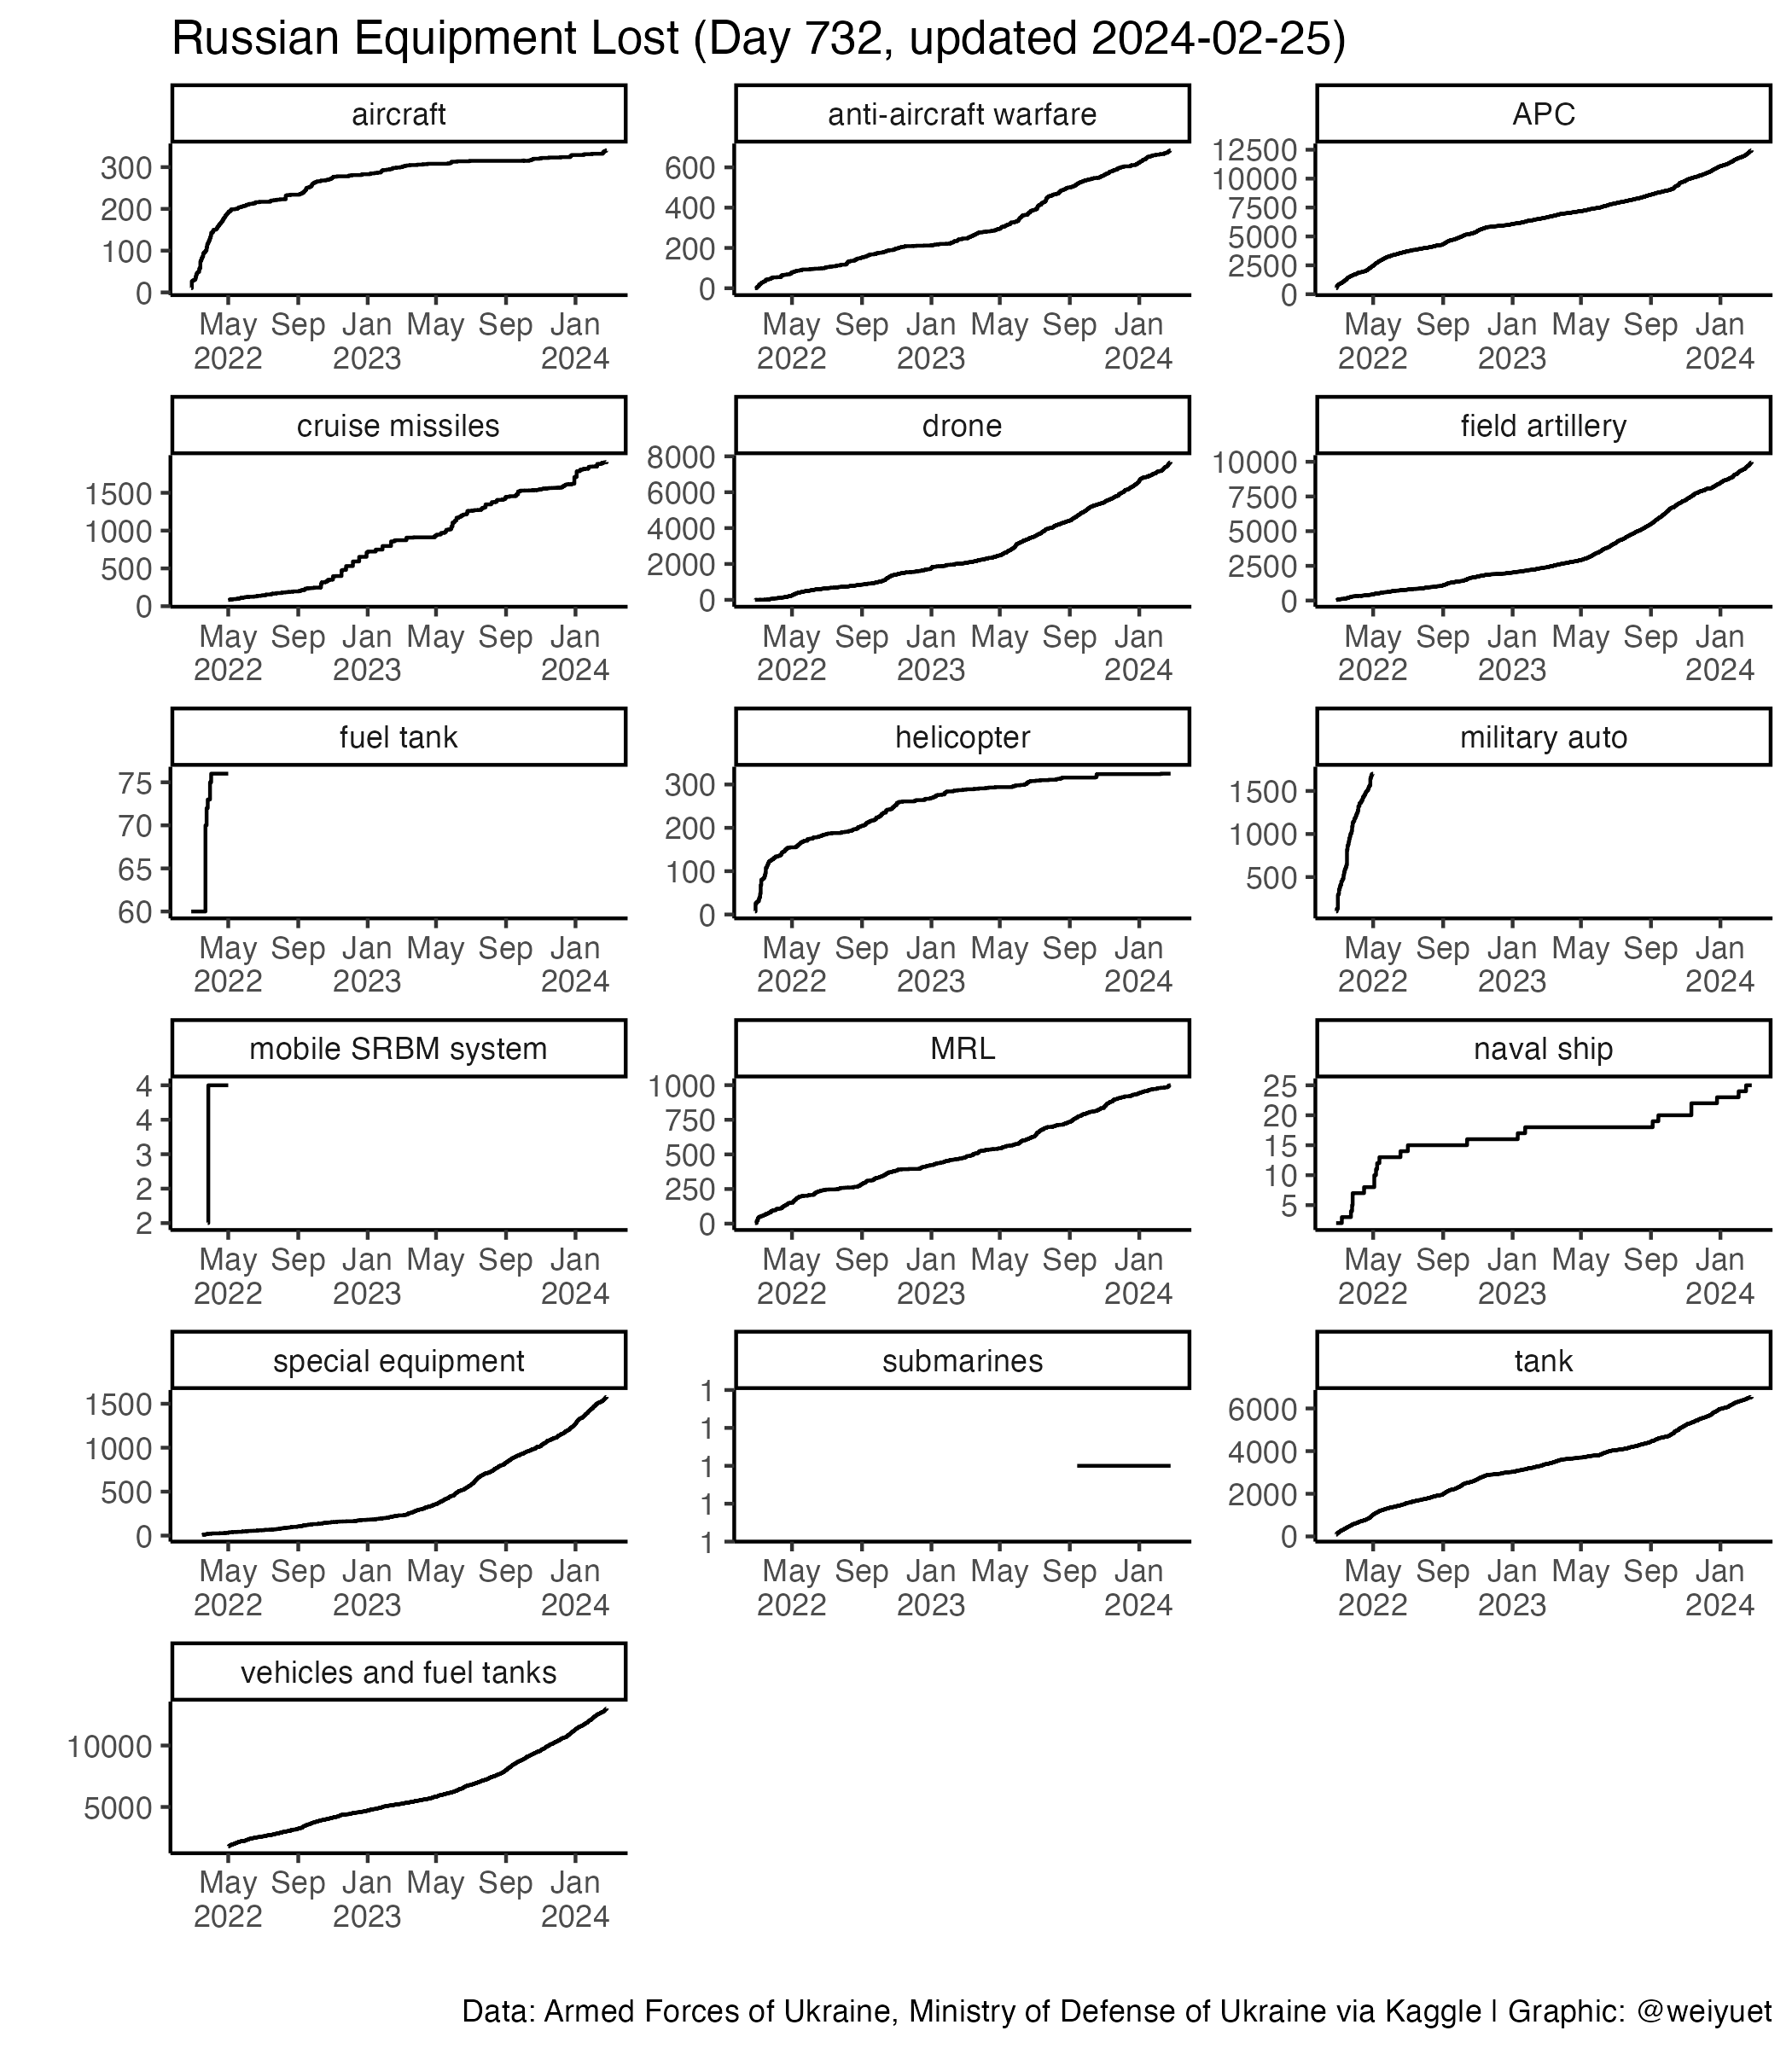 Russian Equipment Lost (Day 732, updated 2024-02-25)
aircraft
300
200
100
0
May Sep Jan May Sep Jan
2022 2023 2024
anti-aircraft warfare
600
400
200
0
May Sep Jan May Sep Jan
2022 2023 2024
APC
12500
10000
7500
5000
2500
0
May Sep Jan May Sep Jan
2022 2023 2024
cruise missiles
1500
1000
500
0
May Sep Jan May Sep Jan
2022 2023 2024
drone
8000
6000
4000
2000
0
May Sep Jan May Sep Jan
2022 2023 2024
field artillery
10000
7500
5000
2500
0
May Sep Jan May Sep Jan
2022 2023 2024
fuel tank
75
70
65
60
May Sep Jan May Sep Jan
2022 2023 2024
helicopter
300
200
100
0
May Sep Jan May Sep Jan
2022 2023 2024
military auto
1500
1000
500
May Sep Jan May Sep Jan
2022 2023 2024
mobile SRBM system
4
4
3
2
2
May Sep Jan May Sep Jan
2022 2023 2024
MRL
1000
750
500
250
0
May Sep Jan May Sep Jan
2022 2023 2024
naval ship
25
20
15
10
5
May Sep Jan May Sep Jan
2022 2023 2024
special equipment
1500
1000
500
0
May Sep Jan May Sep Jan
2022 2023 2024
submarines
1
1
1
1
1
May Sep Jan May Sep Jan
2022 2023 2024
tank
6000
4000
2000
0
May Sep Jan May Sep Jan
2022 2023 2024
vehicles and fuel tanks
10000
5000
May Sep Jan May Sep Jan
2022 2023 2024
Data: Armed Forces of Ukraine, Ministry of Defense of Ukraine via Kaggle | Graphic: @weiyuet